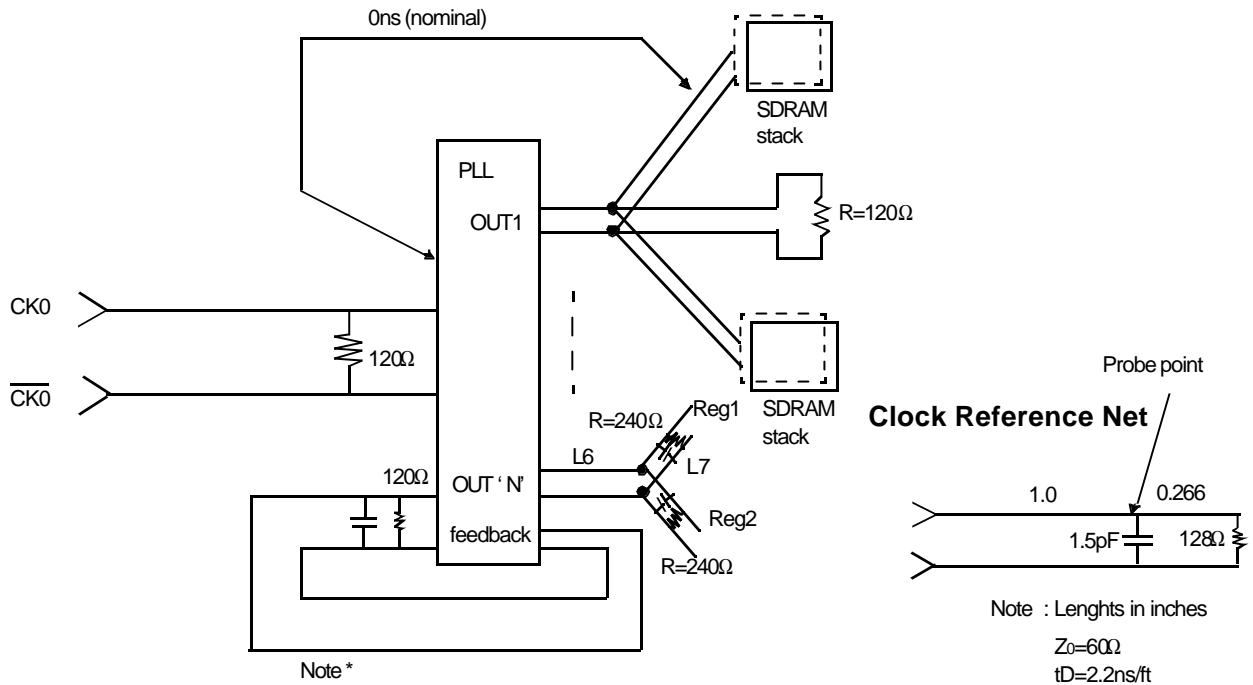 0ns (nominal)
SDRAM
stack
PLL
OUT1
R=120Ω
CK0
120Ω
CK0
SDRAM
stack
Probe point
Clock Reference Net
Reg1
R=240Ω
L6
L7
120Ω
OUT ‘ N’
Reg2
feedback
R=240Ω
1.0
0.266
1.5pF
128Ω
Note : Lenghts in inches
Z0=60Ω
tD=2.2ns/ft
Note *